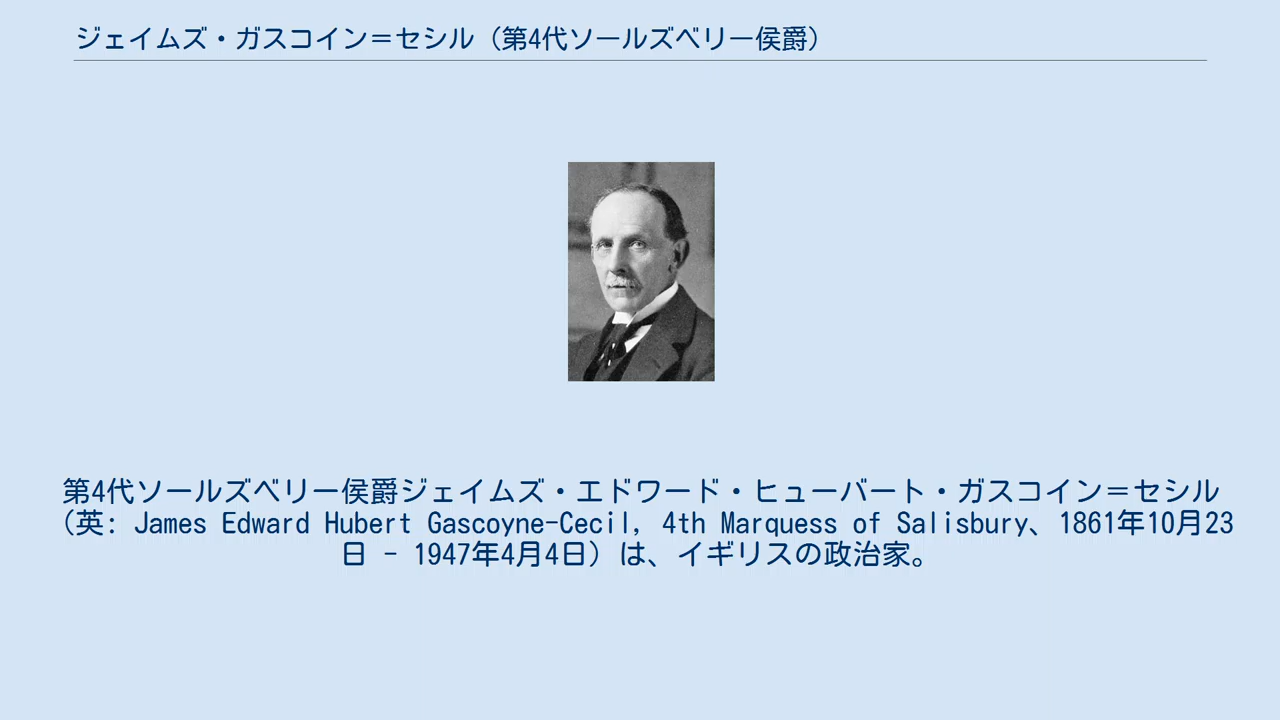 ジェイムズ・ガスコイン＝セシル（第4代ソールズベリー侯爵）
第4代ソールズベリー侯爵ジェイムズ・エドワード・ヒューバート・ガスコイン＝セシル
（英: James Edward Hubert Gascoyne-Cecil, 4th Marquess of Salisbury、1861年10月23
日 - 1947年4月4日）は、イギリスの政治家。